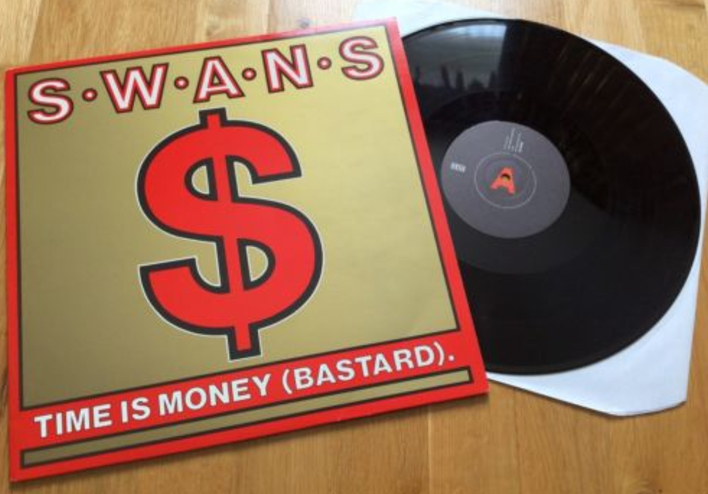 S·W·A·N·S
$
TIME IS MONEY (BASTARD).
A